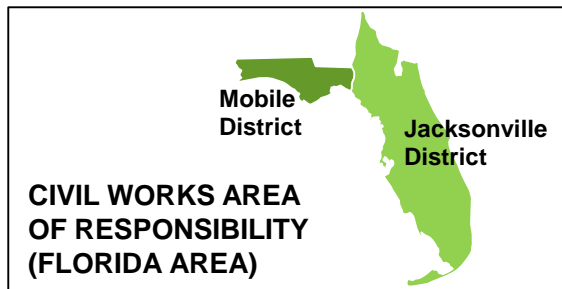 Mobile
District
Jacksonville
District
CIVIL WORKS AREA
OF RESPONSIBILITY
(FLORIDA AREA)